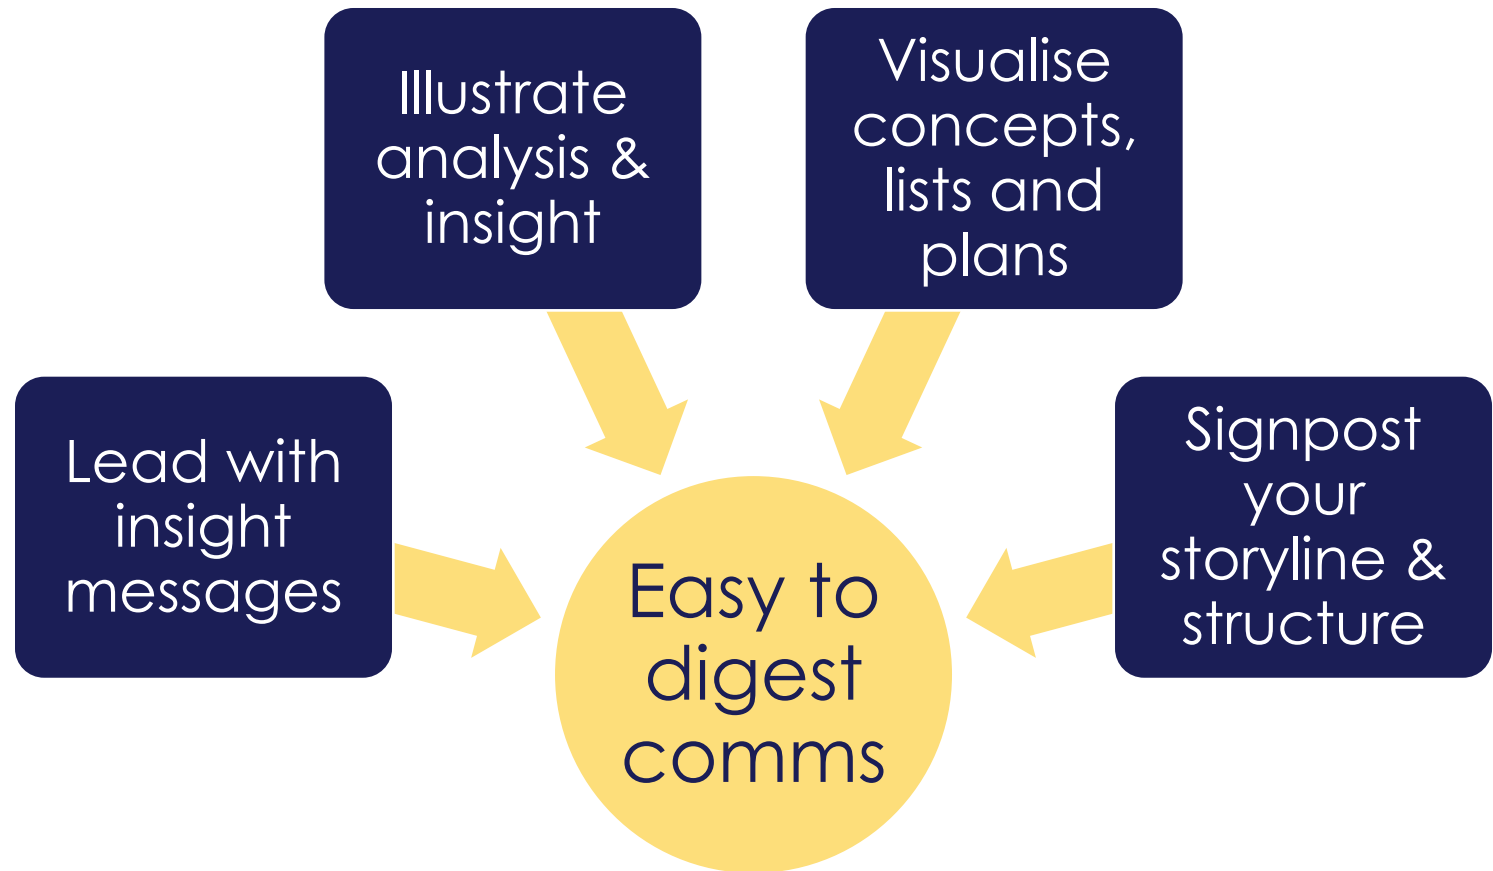 Lead with
insight
messages
Illustrate
analysis &
insight
Visualise
concepts,
lists and
plans
Signpost
your
storyline &
structure
Easy to
digest
comms